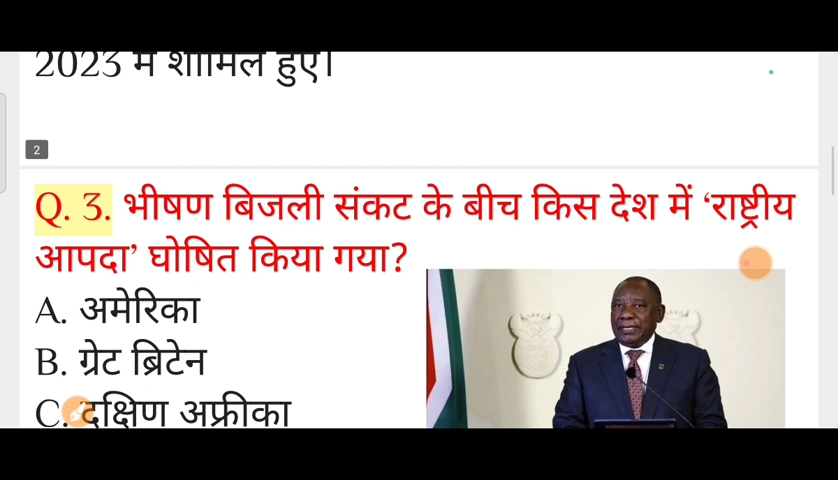 2023 में शामिल हुए।
2
Q. 3. भीषण बिजली संकट के बीच किस देश में ‘राष्ट्रीय
आपदा’ घोषित किया गया?
A. अमेरिका
B. ग्रेट ब्रिटेन
C. दक्षिण अफ्रीका